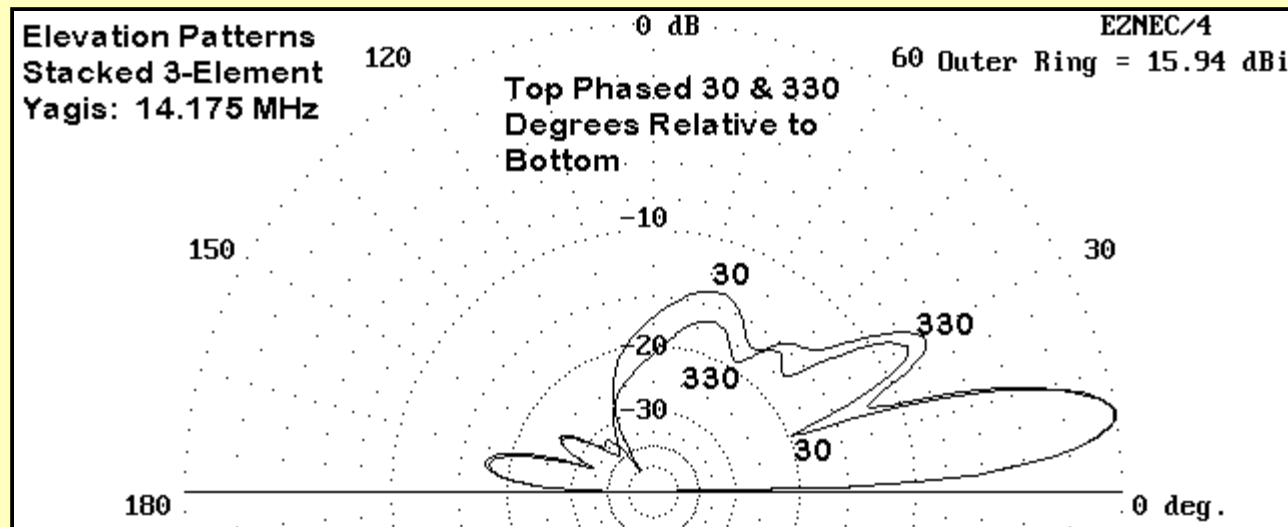 Elevation Patterns
Stacked 3-Element
Yagis: 14.175 MHz
0 dB
EZNEC/4
Outer Ring = 15.94 dBi
120
60
Top Phased 30 & 330
Degrees Relative to
Bottom
150
-10
30
30
330
-20
330
-30
30
180
0 deg.